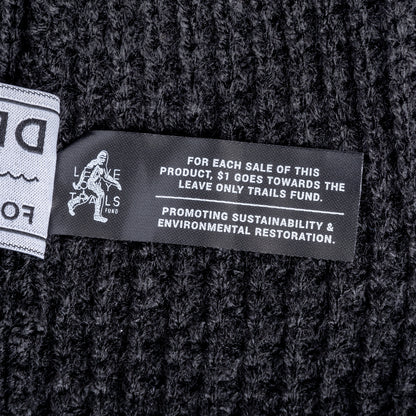 DE
FO
LEAVE
ONLY
TRAILS
FUND
FOR EACH SALE OF THIS
PRODUCT, $1 GOES TOWARDS THE
LEAVE ONLY TRAILS FUND.
PROMOTING SUSTAINABILITY &
ENVIRONMENTAL RESTORATION.